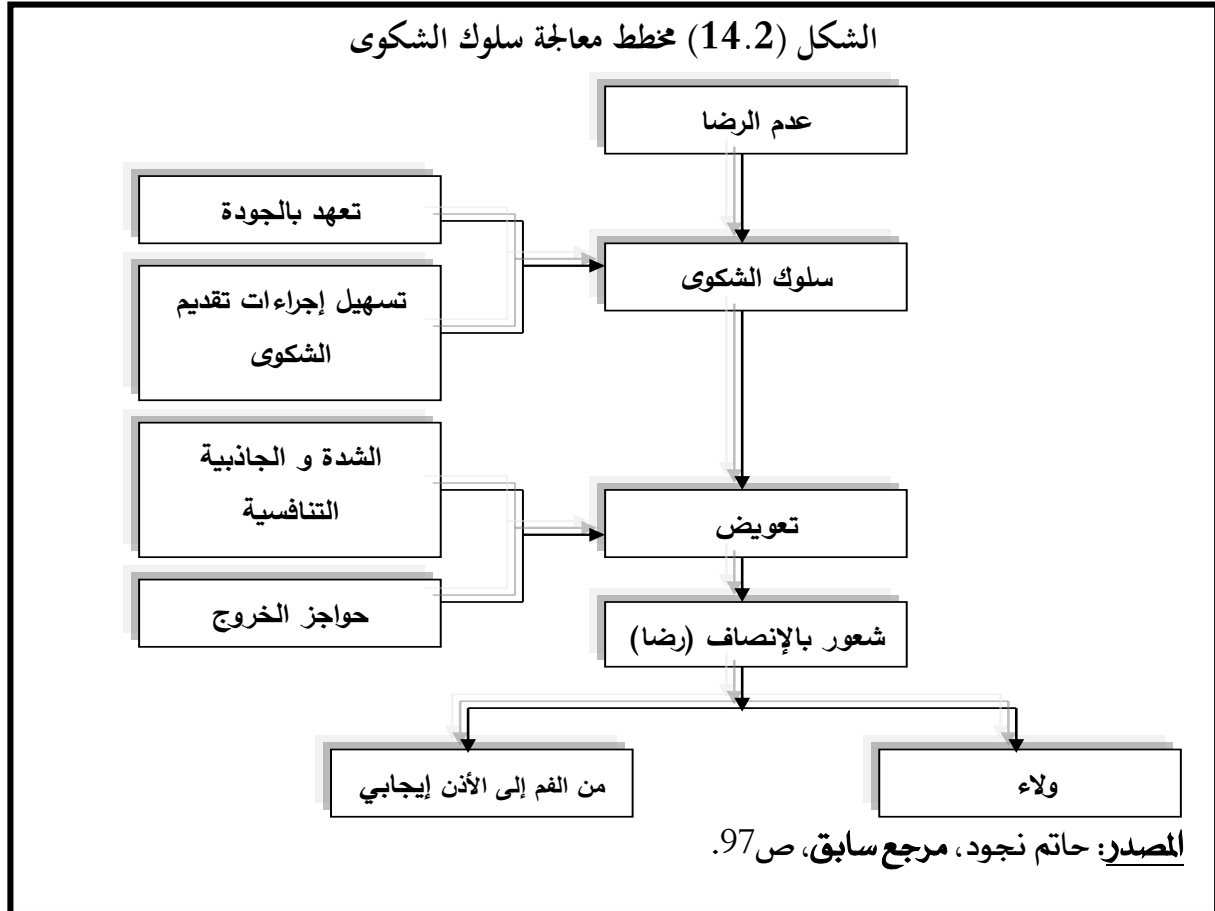 الشكل (14.2) مخطط معالجة سلوك الشكوى
عدم الرضا
تعهد بالجودة
سلوك الشكوى
تسهيل إجراءات تقديم
الشكوى
الشدة و الجاذبية
التنافسية
تعويض
حواجز الخروج
شعور بالإنصاف (رضا)
ولاء
من الفم إلى الأذن إيجابي
المصدر: حاتم نجود، مرجع سابق، ص97.